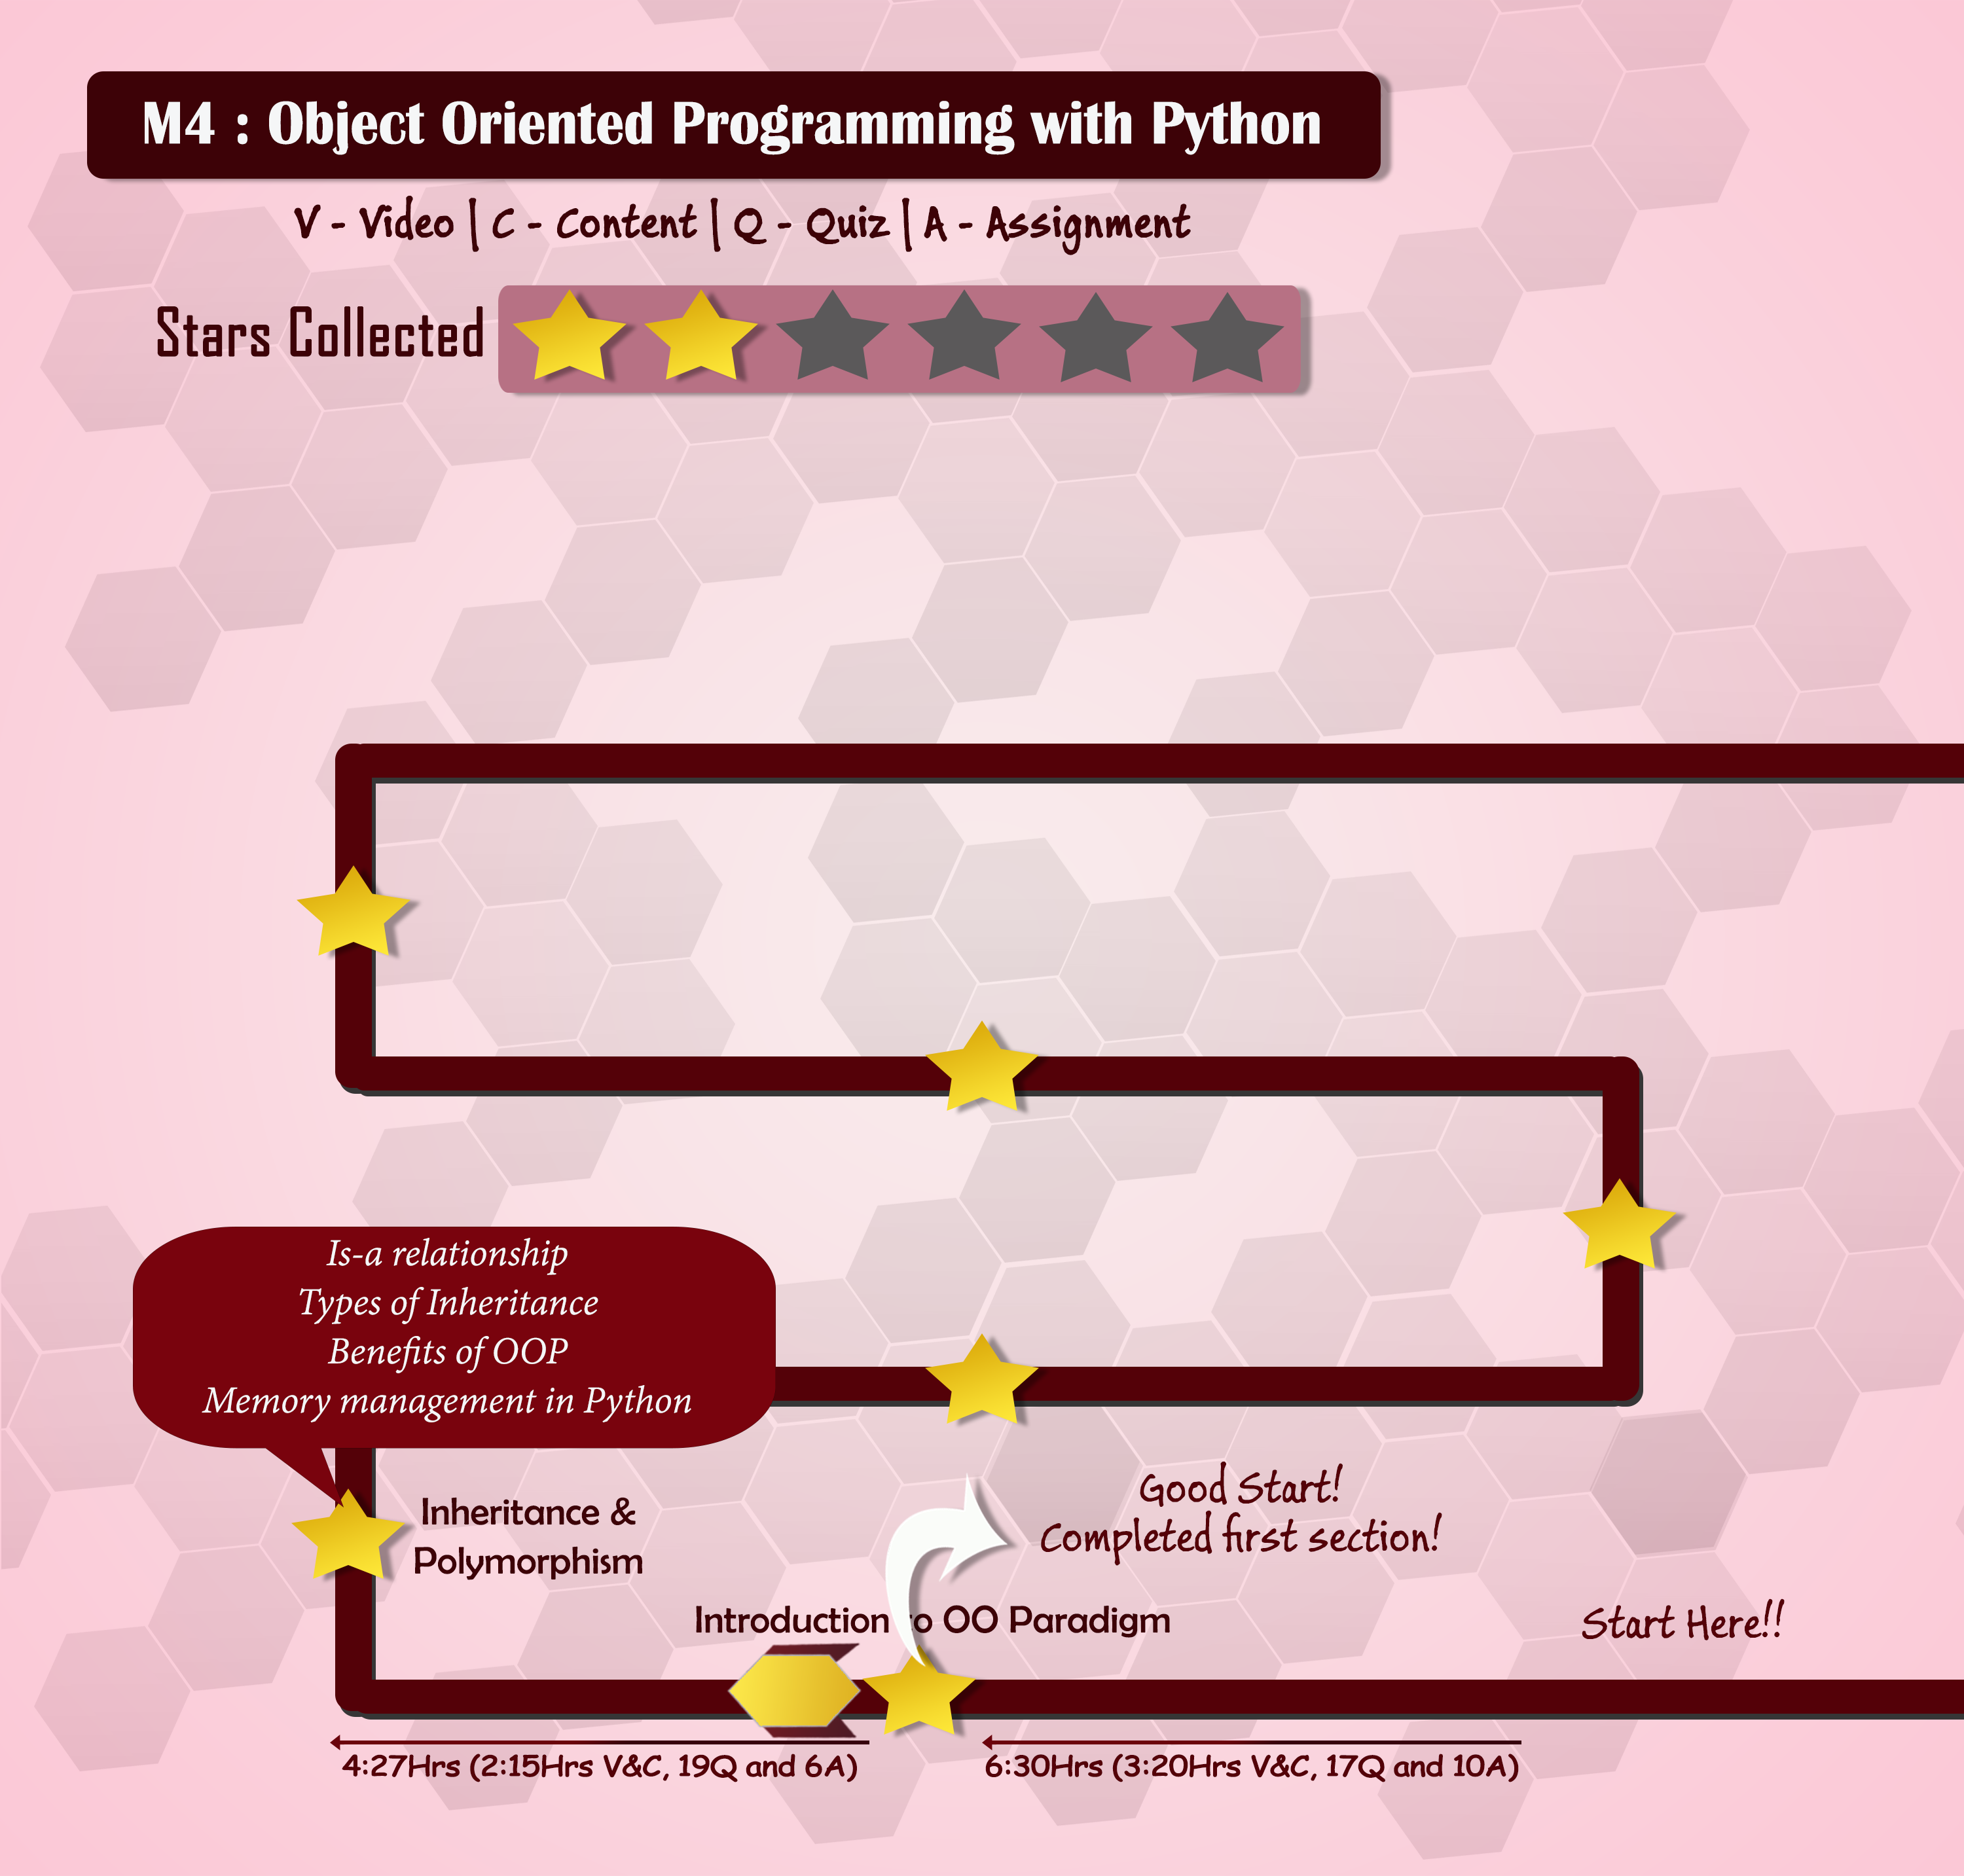 M4 : Object Oriented Programming with Python
V - Video | C - Content | Q - Quiz | A - Assignment
Stars Collected
Is-a relationship
Types of Inheritance
Benefits of OOP
Memory management in Python
Good Start!
Completed first section!
Inheritance &
Polymorphism
Introduction to OO Paradigm
Start Here!!
4:27Hrs (2:15Hrs V&C, 19Q and 6A)
6:30Hrs (3:20Hrs V&C, 17Q and 10A)